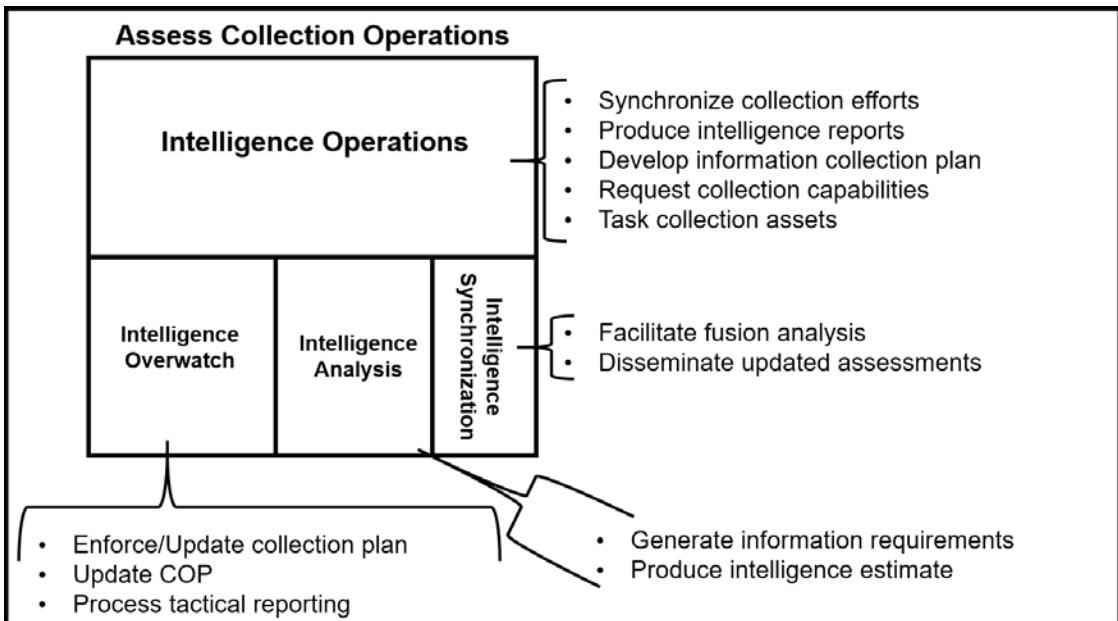 Assess Collection Operations
Intelligence Operations
• Synchronize collection efforts
• Produce intelligence reports
• Develop information collection plan
• Request collection capabilities
• Task collection assets
Intelligence
Overwatch
Intelligence
Analysis
Intelligence
Synchronization
• Facilitate fusion analysis
• Disseminate updated assessments
• Enforce/Update collection plan
• Update COP
• Process tactical reporting
• Generate information requirements
• Produce intelligence estimate